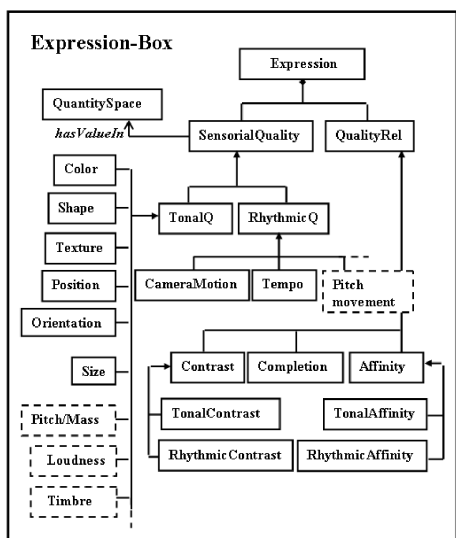 Expression-Box
Expression
QuantitySpace
hasValueIn
SensorialQuality
QualityRel
Color
Shape
TonalQ
RhythmicQ
Texture
Position
CameraMotion
Tempo
Pitch
movement
Orientation
Size
Contrast
Completion
Affinity
Pitch/Mass
TonalContrast
TonalAffinity
Loudness
RhythmicContrast
RhythmicAffinity
Timbre